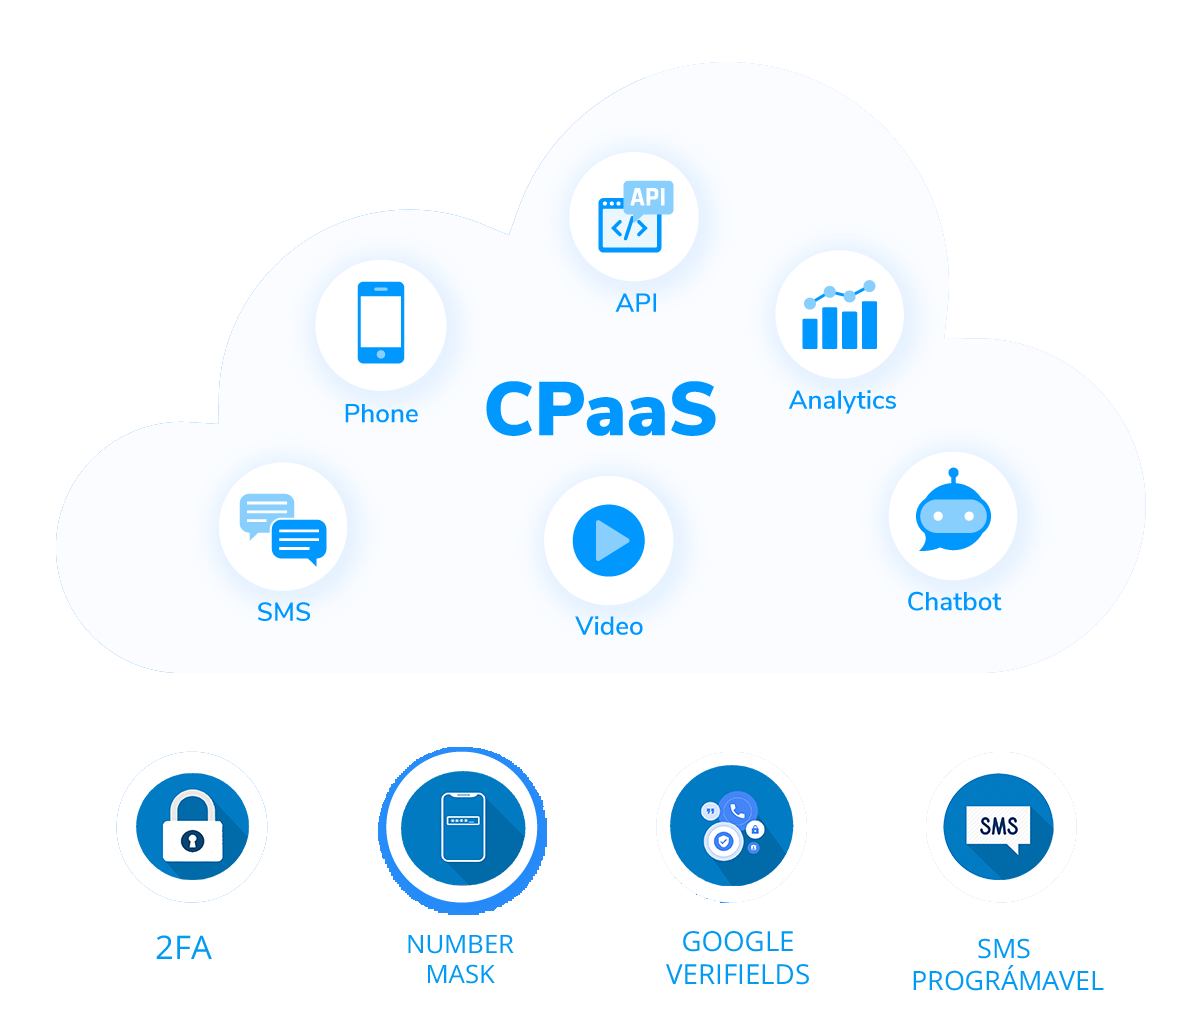 API
API
Analytics
Phone
CPaaS
SMS
Video
Chatbot
SMS
2FA
NUMBER
MASK
GOOGLE
VERIFIELDS
SMS
PROGRÁMAVEL